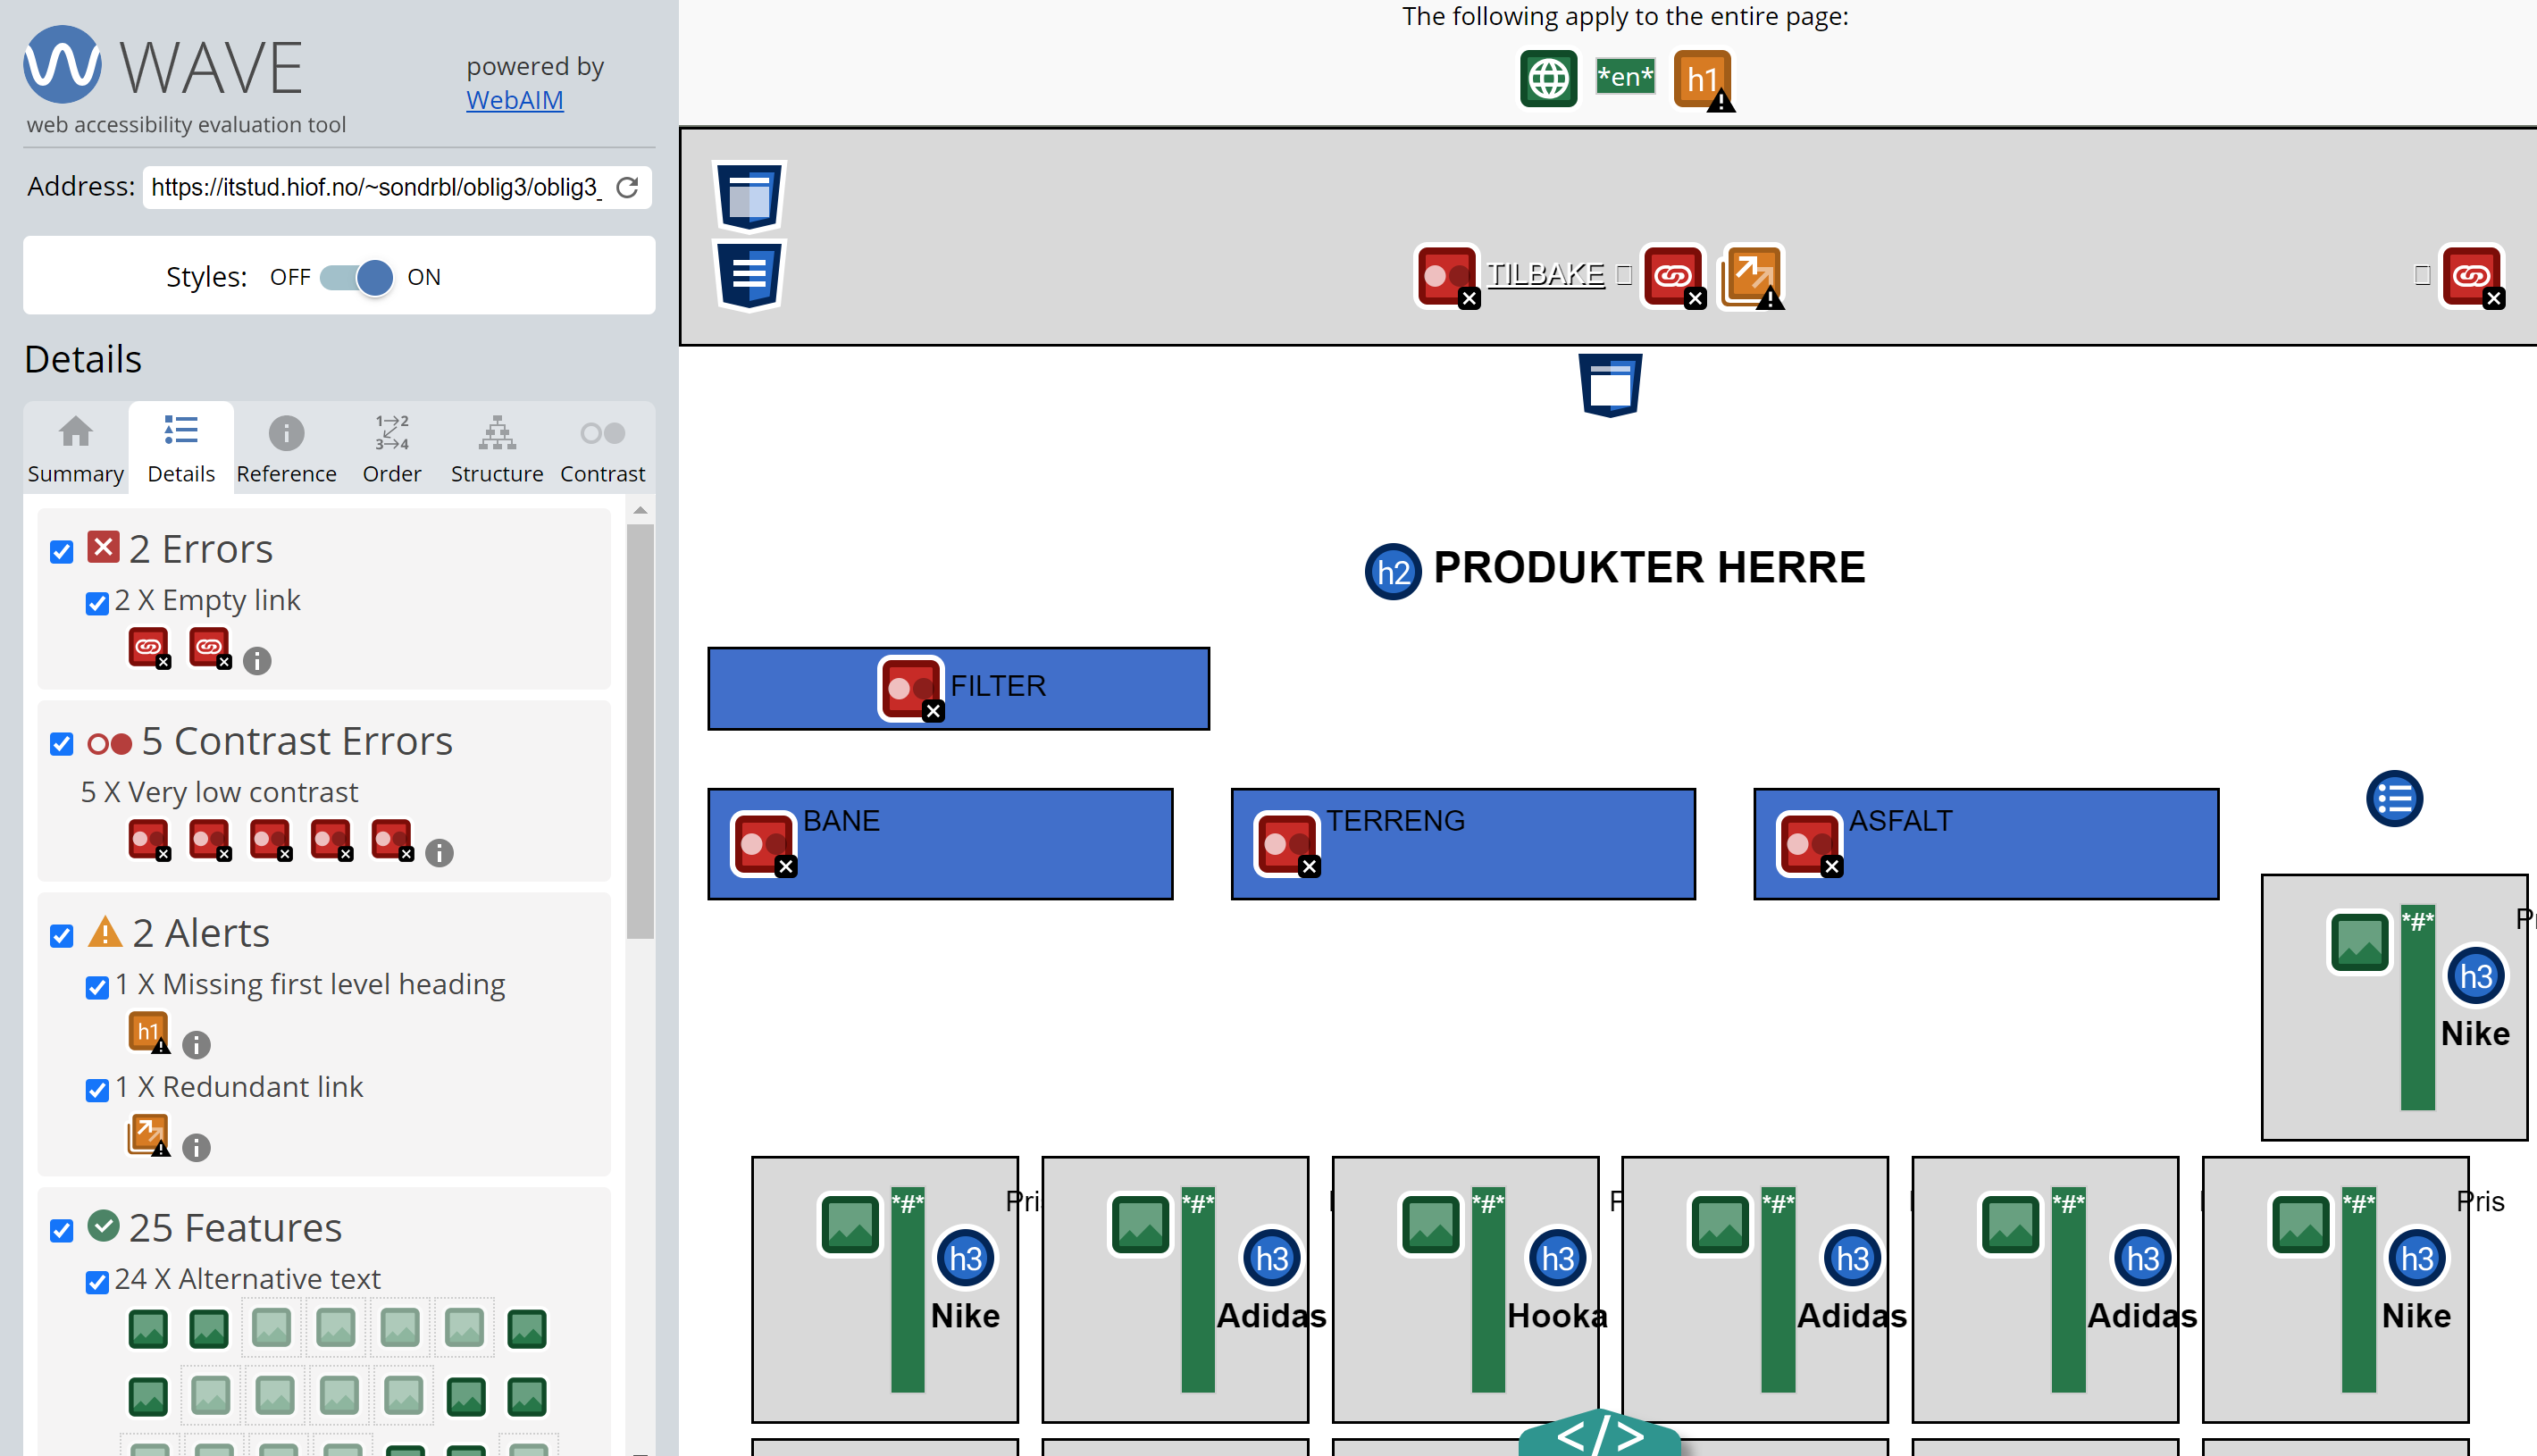 WAVE
powered by
WebAIM
web accessibility evaluation tool
Address: https://itstud.hiof.no/~sondrbl/oblig3/oblig3_
Styles: OFF ON
Details
Summary Details Reference Order Structure Contrast
1 2
3 4
2 Errors
2 X Empty link
5 Contrast Errors
5 X Very low contrast
2 Alerts
1 X Missing first level heading
h1
1 X Redundant link
25 Features
24 X Alternative text
The following apply to the entire page:
*en* h1
TILBAKE
h2 PRODUKTER HERRE
FILTER
BANE TERRENG ASFALT
*#*
h3
Nike
*#* *#* *#* *#* *#* *#* Pris
h3 h3 h3 h3 h3 h3
Nike Adidas Hooka Adidas Adidas Nike
</>